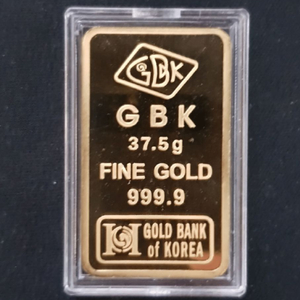 GBK
GBK
37.5g
FINE GOLD
999.9
GOLD BANK
of KOREA